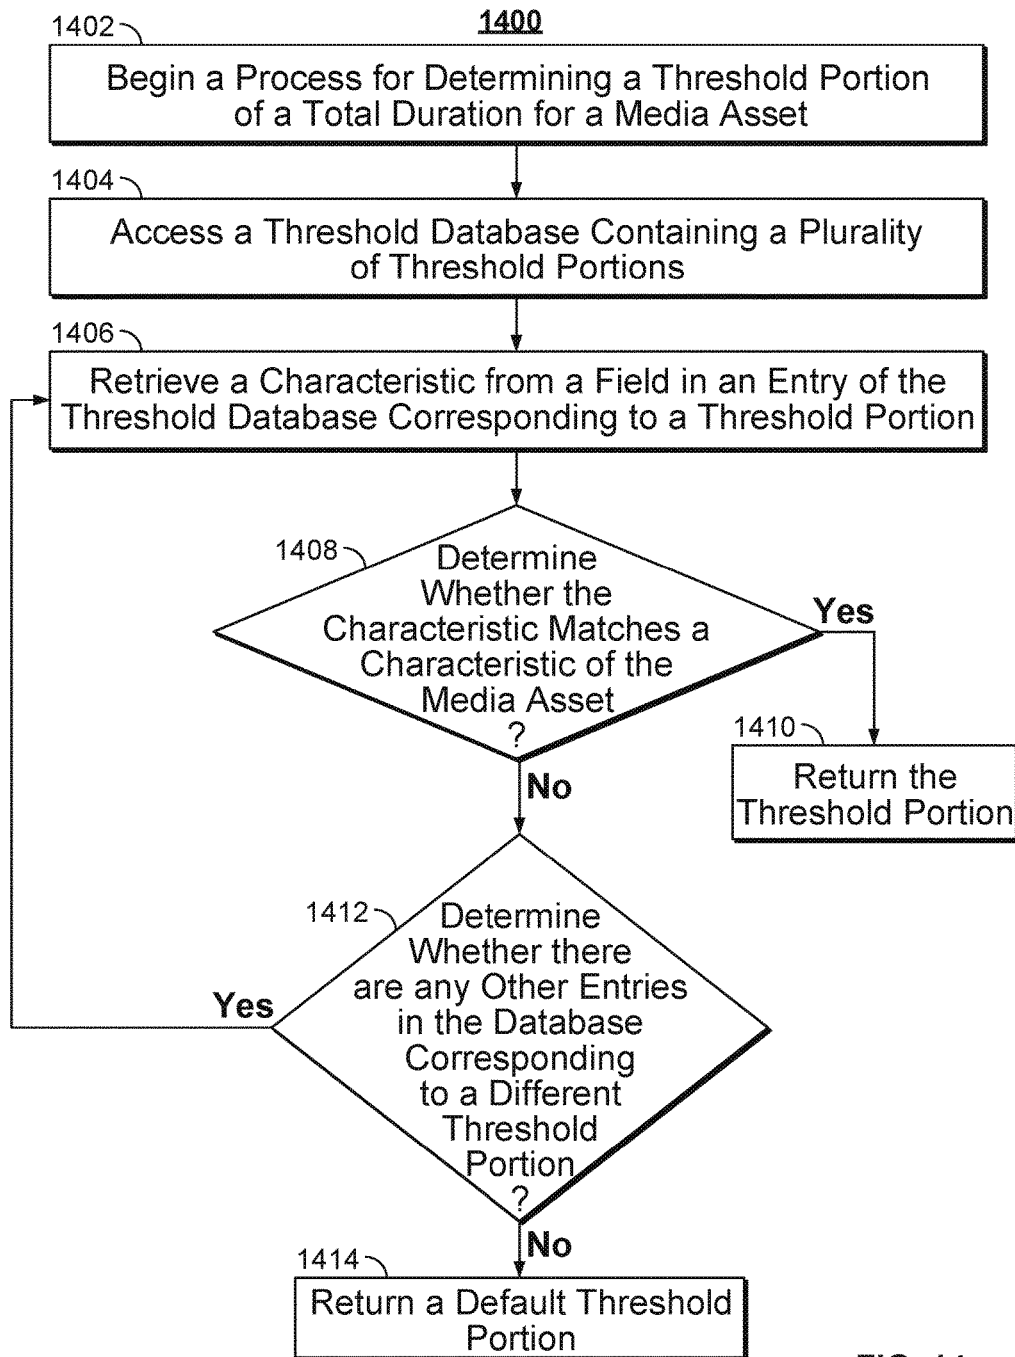 1400
1402
Begin a Process for Determining a Threshold Portion
of a Total Duration for a Media Asset
1404
Access a Threshold Database Containing a Plurality
of Threshold Portions
1406
Retrieve a Characteristic from a Field in an Entry of the
Threshold Database Corresponding to a Threshold Portion
1408
Determine
Whether the
Characteristic Matches a
Characteristic of the
Media Asset
?
Yes
1410
Return the
Threshold Portion
No
1412
Determine
Whether there
are any Other Entries
in the Database
Corresponding
to a Different
Threshold
Portion
?
Yes
No
1414
Return a Default Threshold
Portion